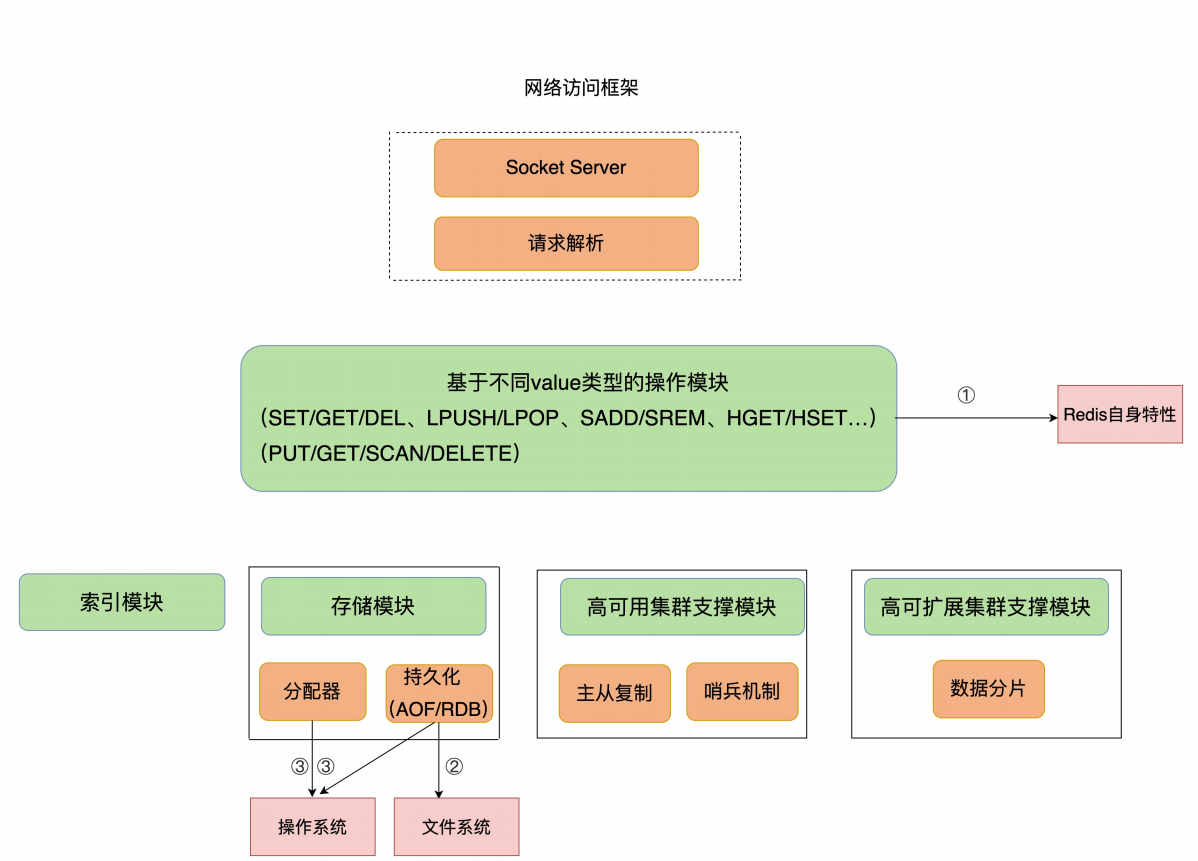 网络访问框架
Socket Server
请求解析
基于不同value类型的操作模块
（SET/GET/DEL、LPUSH/LPOP、SADD/SREM、HGET/HSET…）
（PUT/GET/SCAN/DELETE）
①
Redis自身特性
索引模块
存储模块
分配器
持久化
（AOF/RDB）
高可用集群支撑模块
主从复制
哨兵机制
高可扩展集群支撑模块
数据分片
③
③
②
操作系统
文件系统